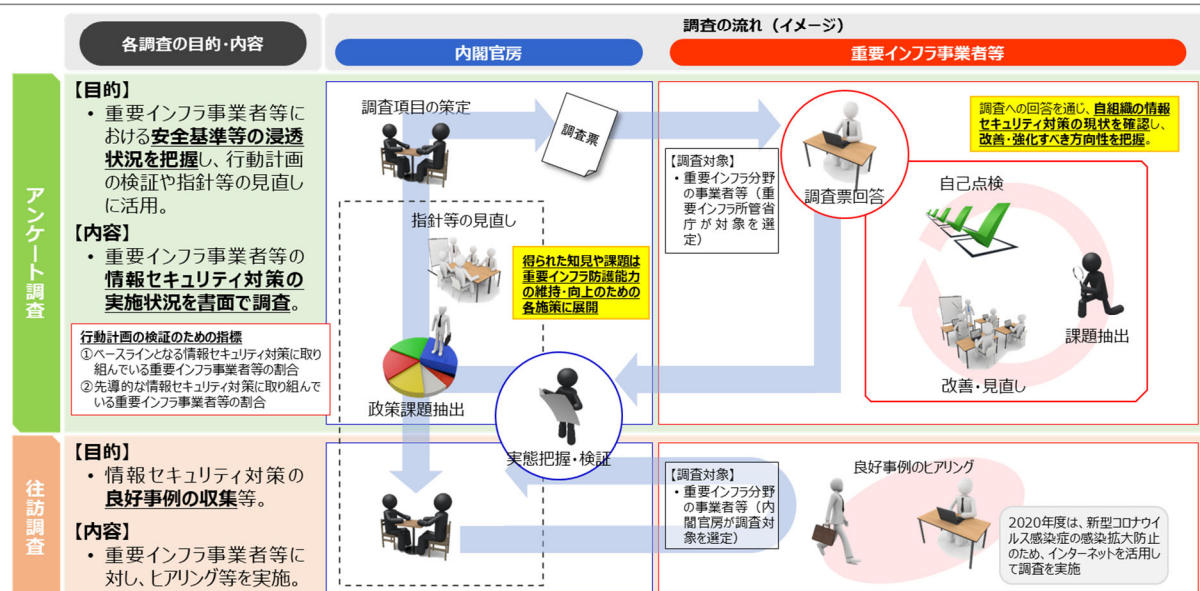 各調査の目的・内容
調査の流れ（イメージ）
内閣官房
重要インフラ事業者等
アンケート調査
【目的】
・ 重要インフラ事業者等に
おける安全基準等の浸透
状況を把握し、行動計画
の検証や指針等の見直し
に活用。
【内容】
・ 重要インフラ事業者等の
情報セキュリティ対策の
実施状況を書面で調査。
行動計画の検証のための指標
①ベースラインとなる情報セキュリティ対策に取り
組んでいる重要インフラ事業者等の割合
②先導的な情報セキュリティ対策に取り組んで
いる重要インフラ事業者等の割合
調査項目の策定
調査票
指針等の見直し
得られた知見や課題は
重要インフラ防護能力
の維持・向上のための
各施策に展開
政策課題抽出
実態把握・検証
【調査対象】
・重要インフラ分野
の事業者等（重
要インフラ所管省
庁が対象を選
定）
調査票回答
調査への回答を通じ、自組織の情報
セキュリティ対策の現状を確認し、
改善・強化すべき方向性を把握。
自己点検
課題抽出
改善・見直し
往訪調査
【目的】
・ 情報セキュリティ対策の
良好事例の収集等。
【内容】
・ 重要インフラ事業者等に
対し、ヒアリング等を実施。
【調査対象】
・重要インフラ分野
の事業者等（内
閣官房が調査対
象を選定）
良好事例のヒアリング
2020年度は、新型コロナウイ
ルス感染症の感染拡大防止
のため、インターネットを活用し
て調査を実施